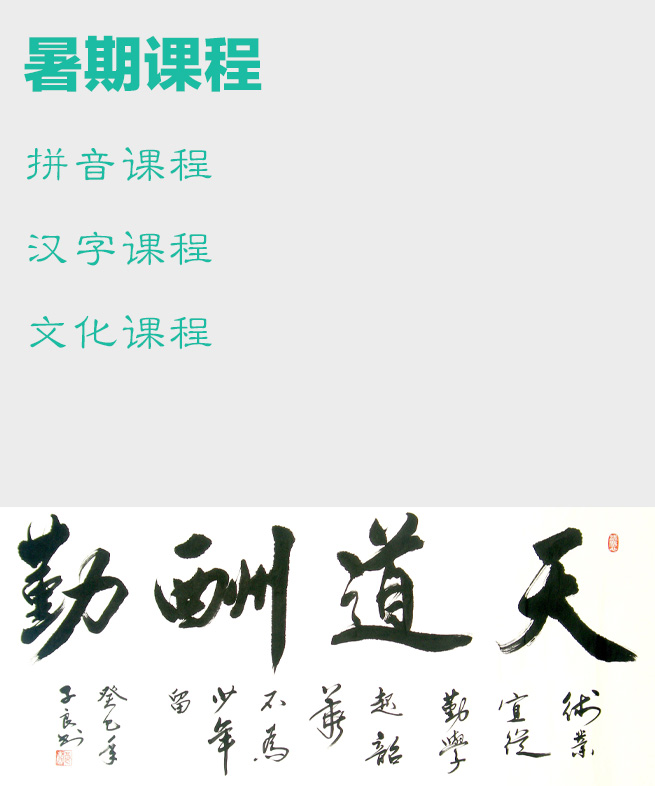 暑期课程
拼音课程
汉字课程
文化课程
天道酬勤
術業
宜從
勤學
起韶
華
不為
少年
留
癸巳年
子良书